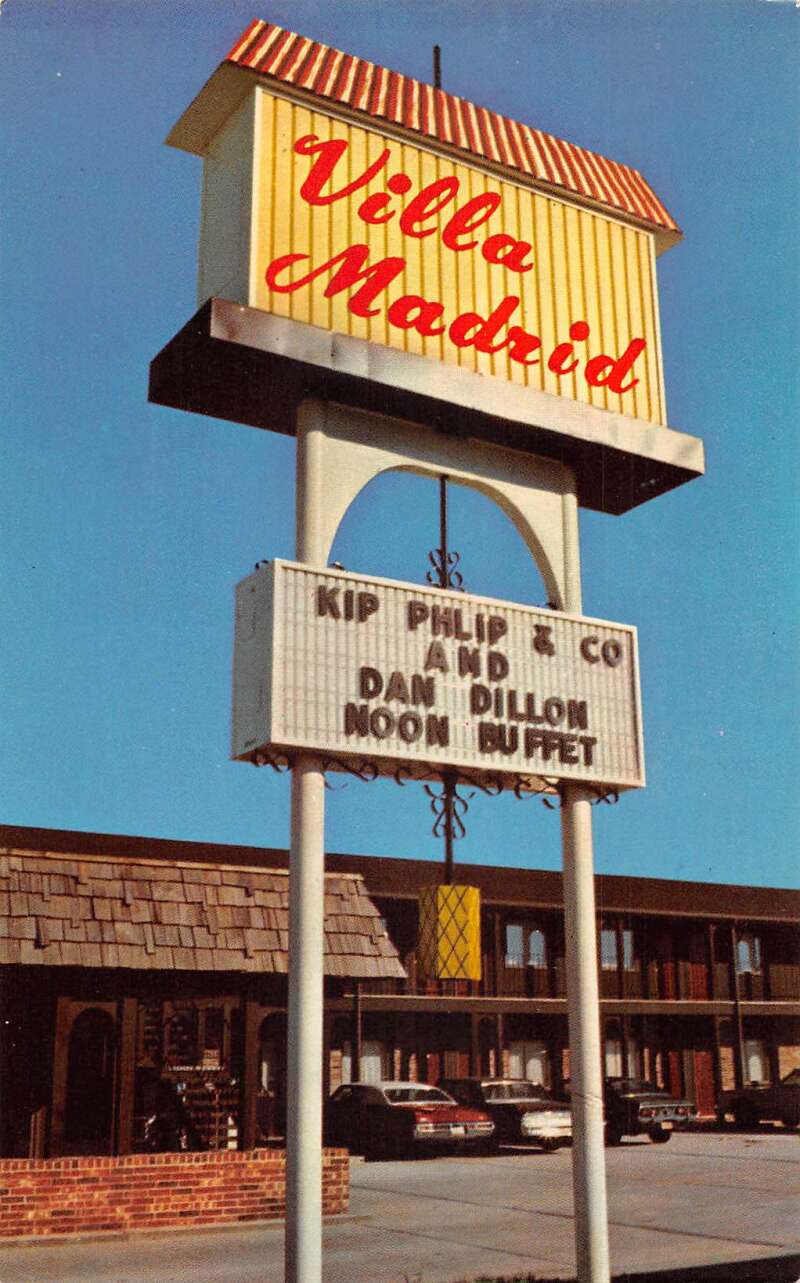 Villa
Madrid
KIP PHLIP & CO
AND
DAN DILLON
NOON BUFFET